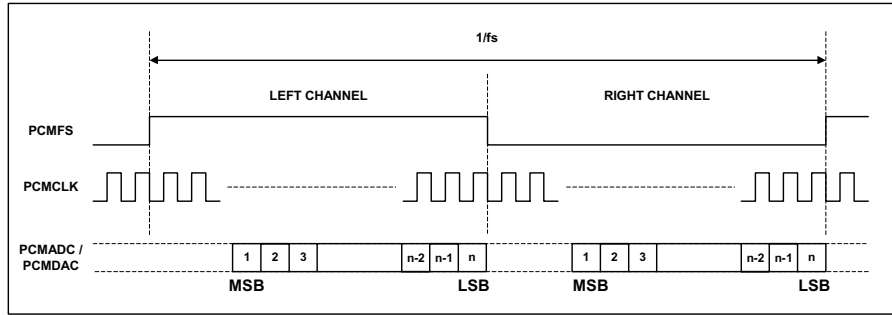 1/fs
LEFT CHANNEL
RIGHT CHANNEL
PCMFS
PCMCLK
PCMADC /
PCMDAC
1 2 3 n-2 n-1 n 1 2 3 n-2 n-1 n
MSB LSB MSB LSB